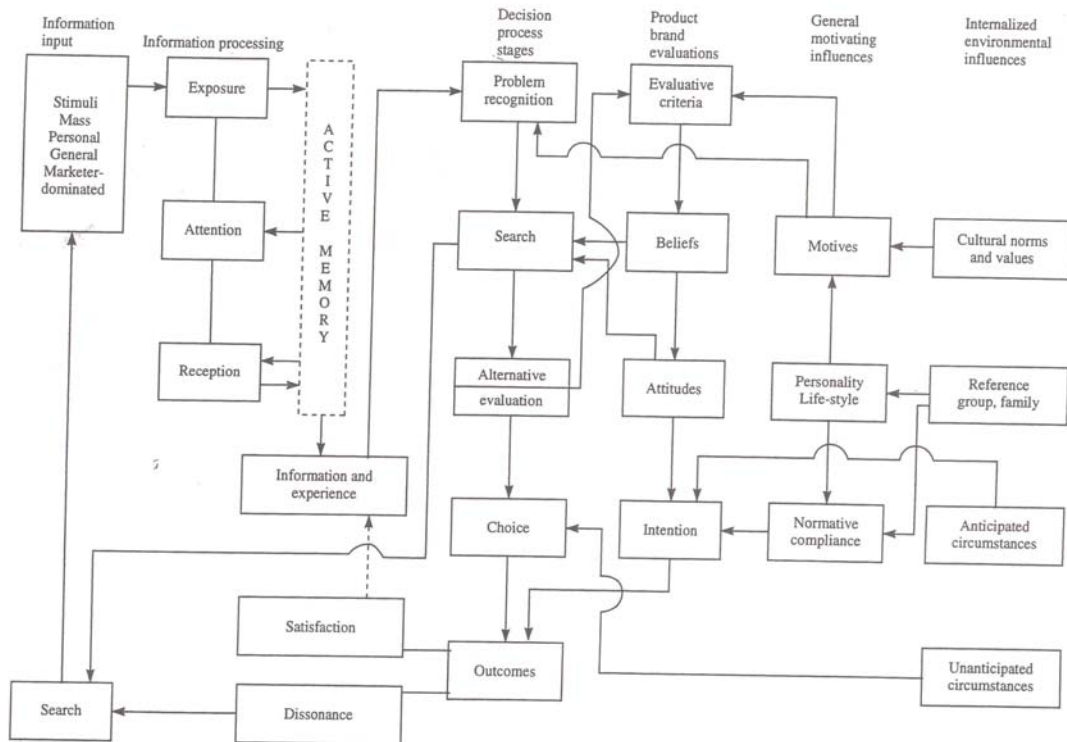 Information
input
Information processing
Decision
process
stages
Product
brand
evaluations
General
motivating
influences
Internalized
environmental
influences
Stimuli
Mass
Personal
General
Marketer-
dominated
Exposure
Attention
Reception
ACTIVE MEMORY
Information and
experience
Satisfaction
Dissonance
Search
Problem
recognition
Search
Alternative
evaluation
Choice
Outcomes
Evaluative
criteria
Beliefs
Attitudes
Intention
Motives
Personality
Life-style
Normative
compliance
Cultural norms
and values
Reference
group, family
Anticipated
circumstances
Unanticipated
circumstances